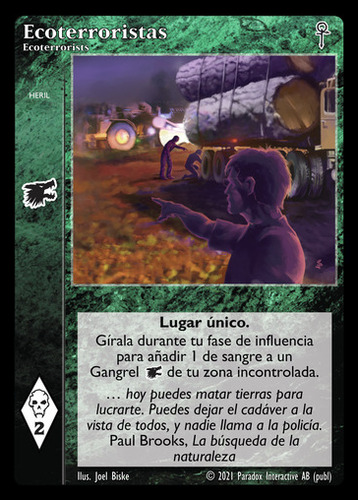 Ecoterroristas
Ecoterrorists
HERIL
Lugar único.
Gírala durante tu fase de influencia
para añadir 1 de sangre a un
Gangrel de tu zona incontrolada.
... hoy puedes matar tierras para
lucrarte. Puedes dejar el cadáver a la
vista de todos, y nadie llama a la policía.
Paul Brooks, La búsqueda de la
naturaleza
2
Ilus. Joel Biske © 2021 Paradox Interactive AB (publ)